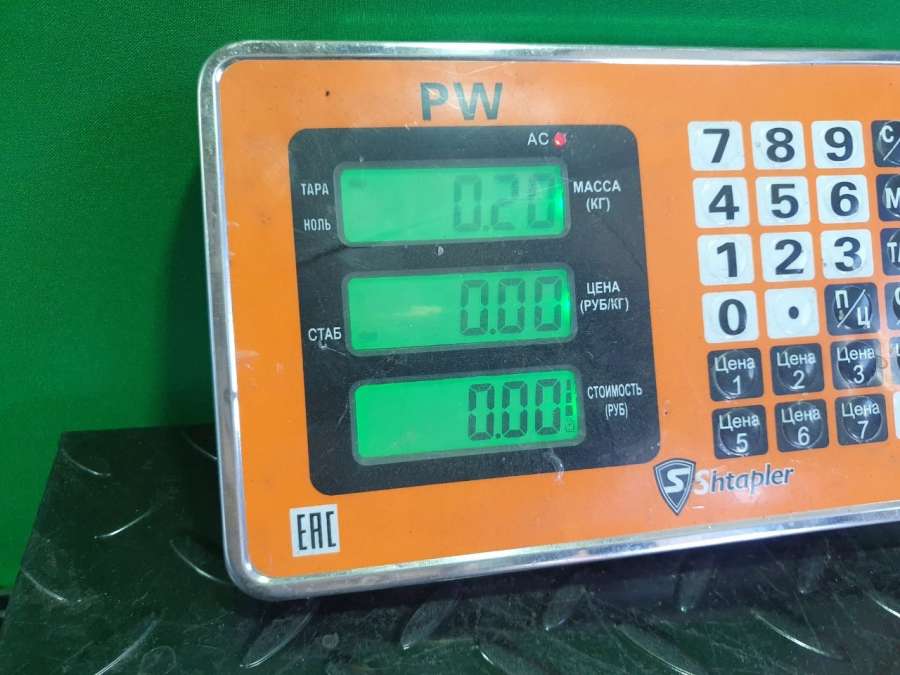 PW
AC
ТАРА
НОЛЬ
0.20
МАССА
(КГ)
СТАБ
0.00
ЦЕНА
(РУБ/КГ)
0.00
СТОИМОСТЬ
(РУБ)
Shtapler
EAC
7 8 9 C/
4 5 6 M
1 2 3 Т
0 . П/Ц
Цена 1 Цена 2 Цена 3
Цена 5 Цена 6 Цена 7